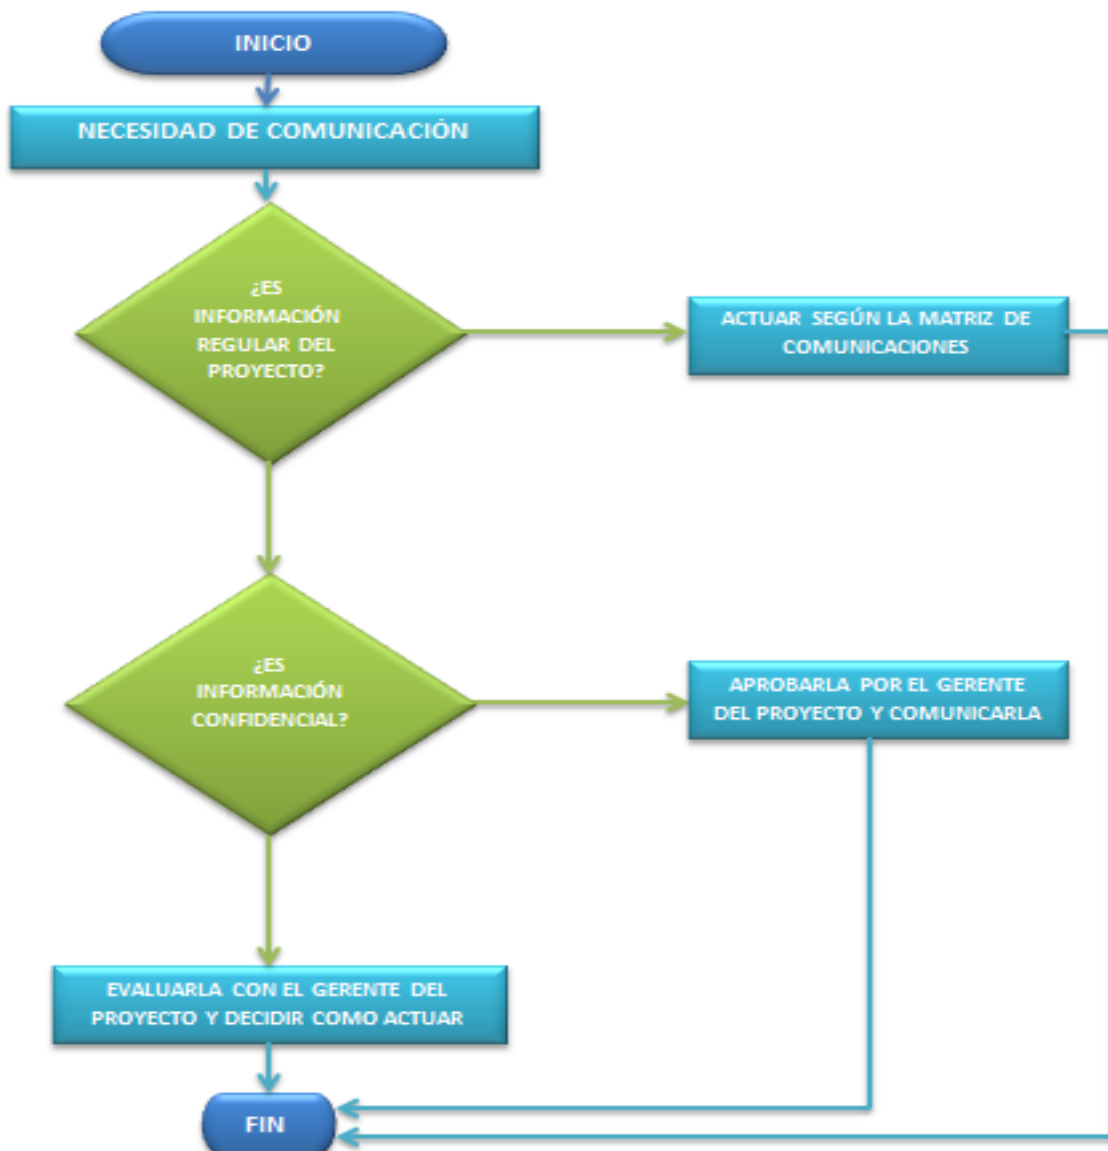 INICIO
NECESIDAD DE COMUNICACIÓN
¿ES
INFORMACIÓN
REGULAR DEL
PROYECTO?
ACTUAR SEGÚN LA MATRIZ DE
COMUNICACIONES
¿ES
INFORMACIÓN
CONFIDENCIAL?
APROBARLA POR EL GERENTE
DEL PROYECTO Y COMUNICARLA
EVALUARLA CON EL GERENTE DEL
PROYECTO Y DECIDIR COMO ACTUAR
FIN